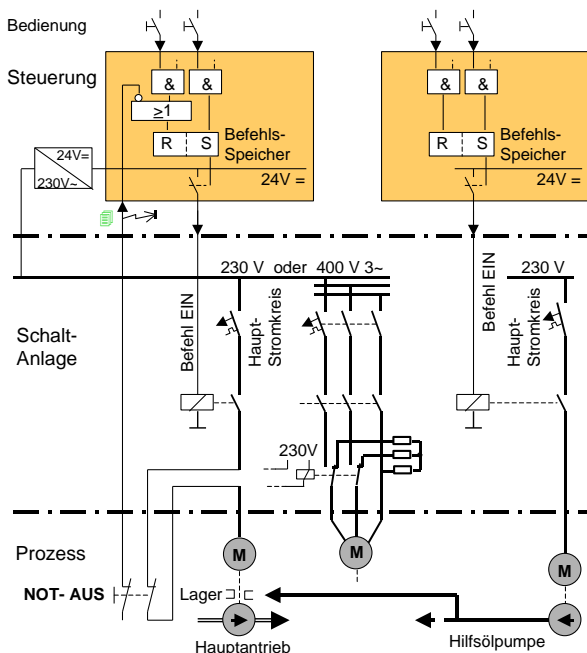 Bedienung
Steuerung
& & & &
≥1
R S Befehls-
Speicher
R S Befehls-
Speicher
24V=
230V~
24V =
24V =
230 V oder 400 V 3~
230 V
Befehl EIN
Haupt-
Stromkreis
Befehl EIN
Haupt-
Stromkreis
Schalt-
Anlage
230V
Prozess
M M M
NOT- AUS
Lager
Hauptantrieb
Hilfsölpumpe